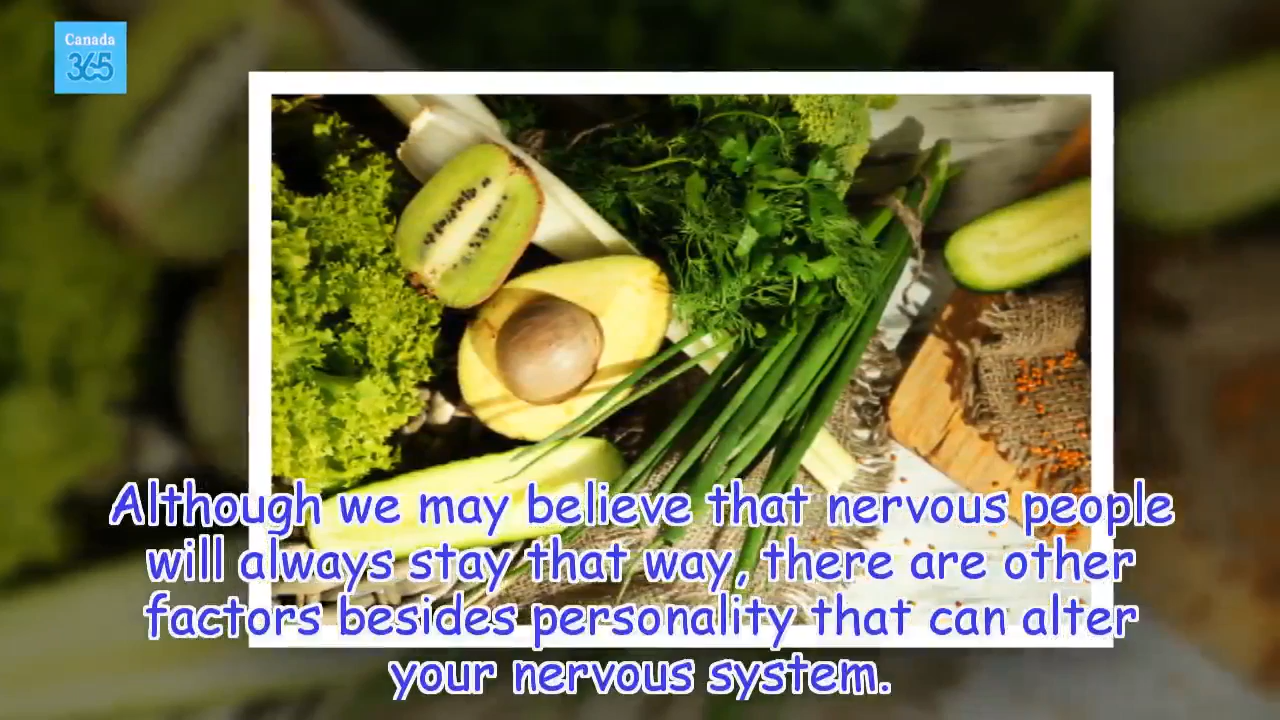 Canada
365
Although we may believe that nervous people
will always stay that way, there are other
factors besides personality that can alter
your nervous system.